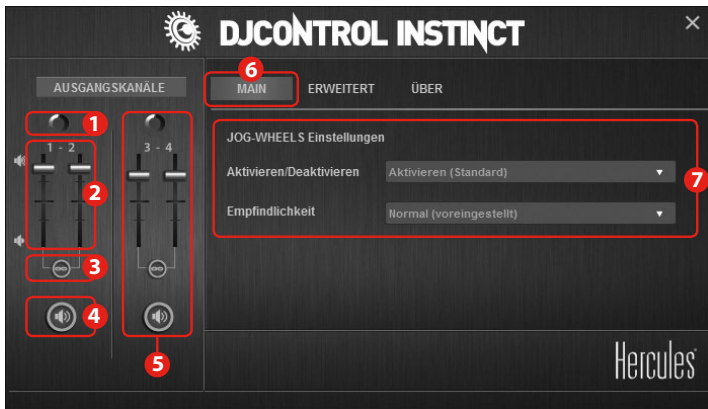 DJCONTROL INSTINCT
×
AUSGANGSKANÄLE
6
MAIN ERWEITERT ÜBER
1
1 - 2
3 - 4
2
3
4
5
JOG-WHEELS Einstellungen
Aktivieren/Deaktivieren Aktivieren (Standard)
7
Empfindlichkeit Normal (voreingestellt)
Hercules